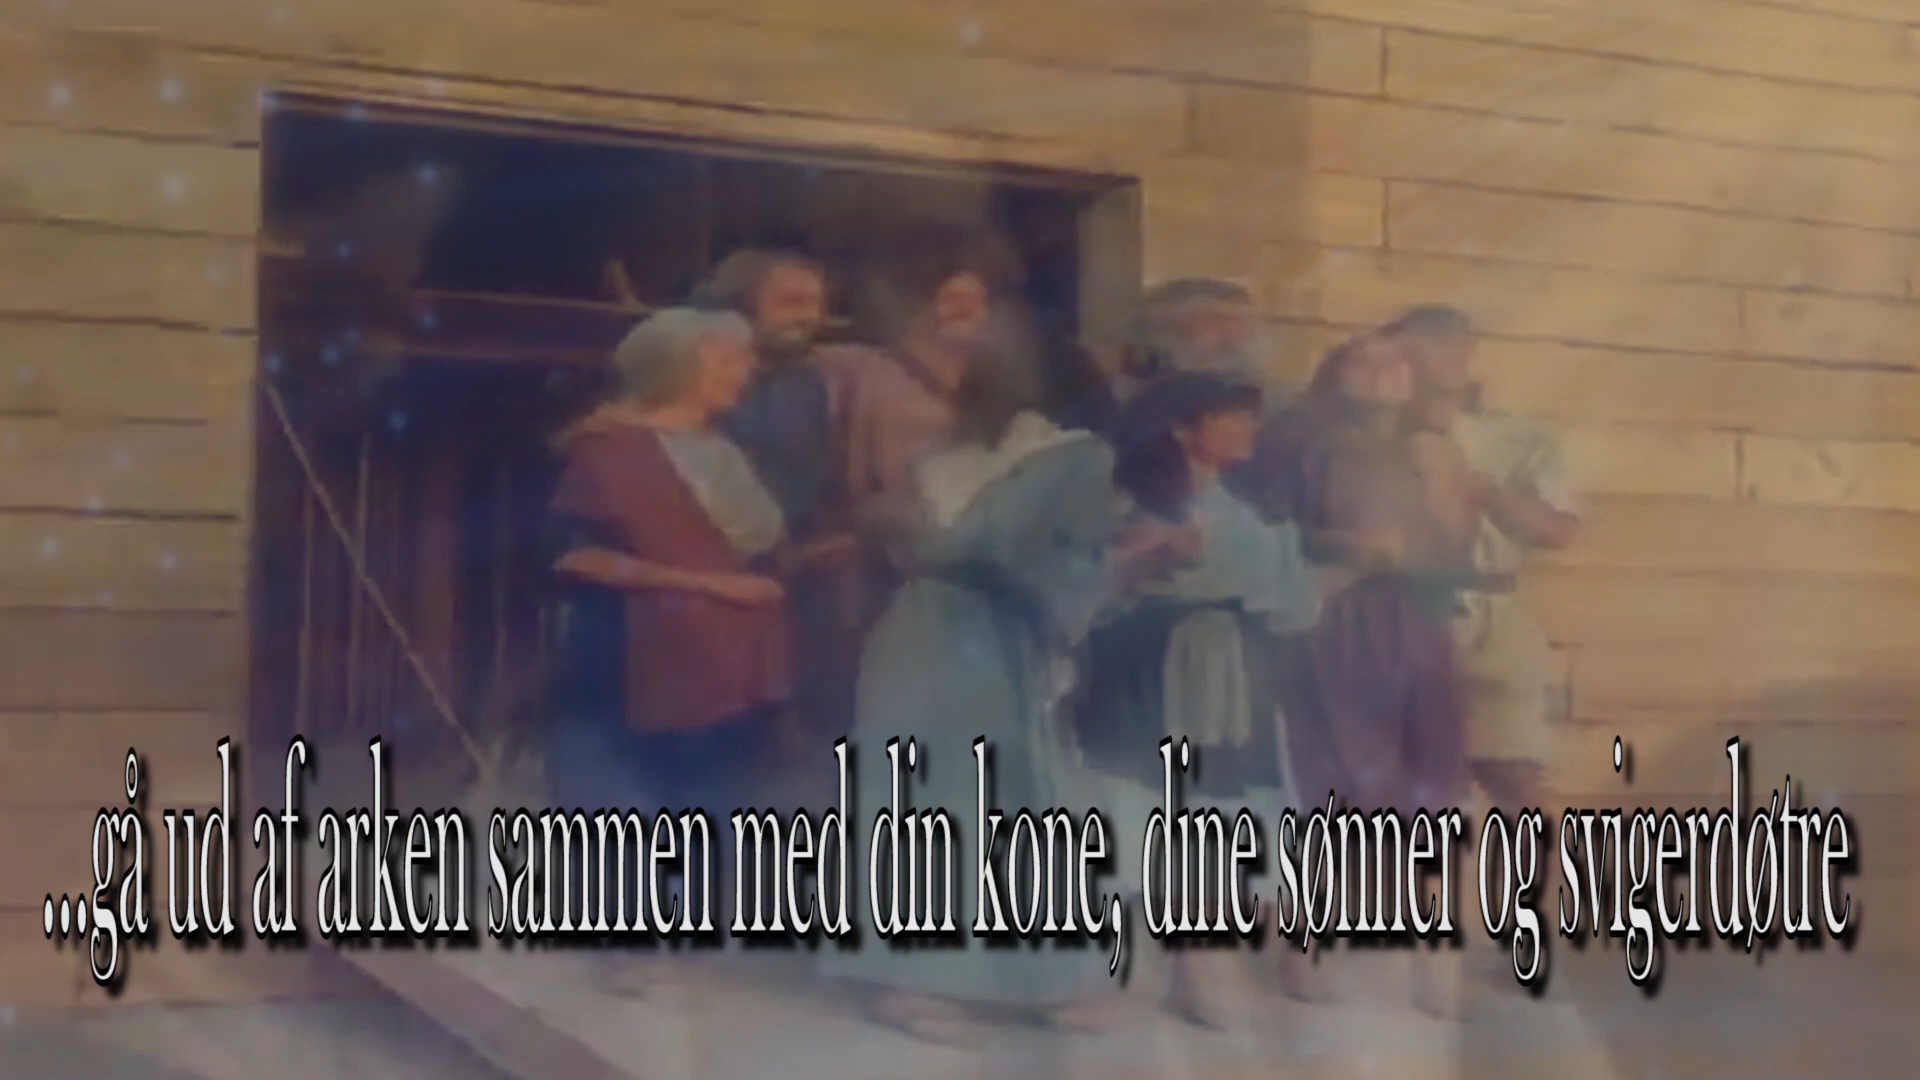 ...gå ud af arken sammen med din kone, dine sønner og svigerdøtre